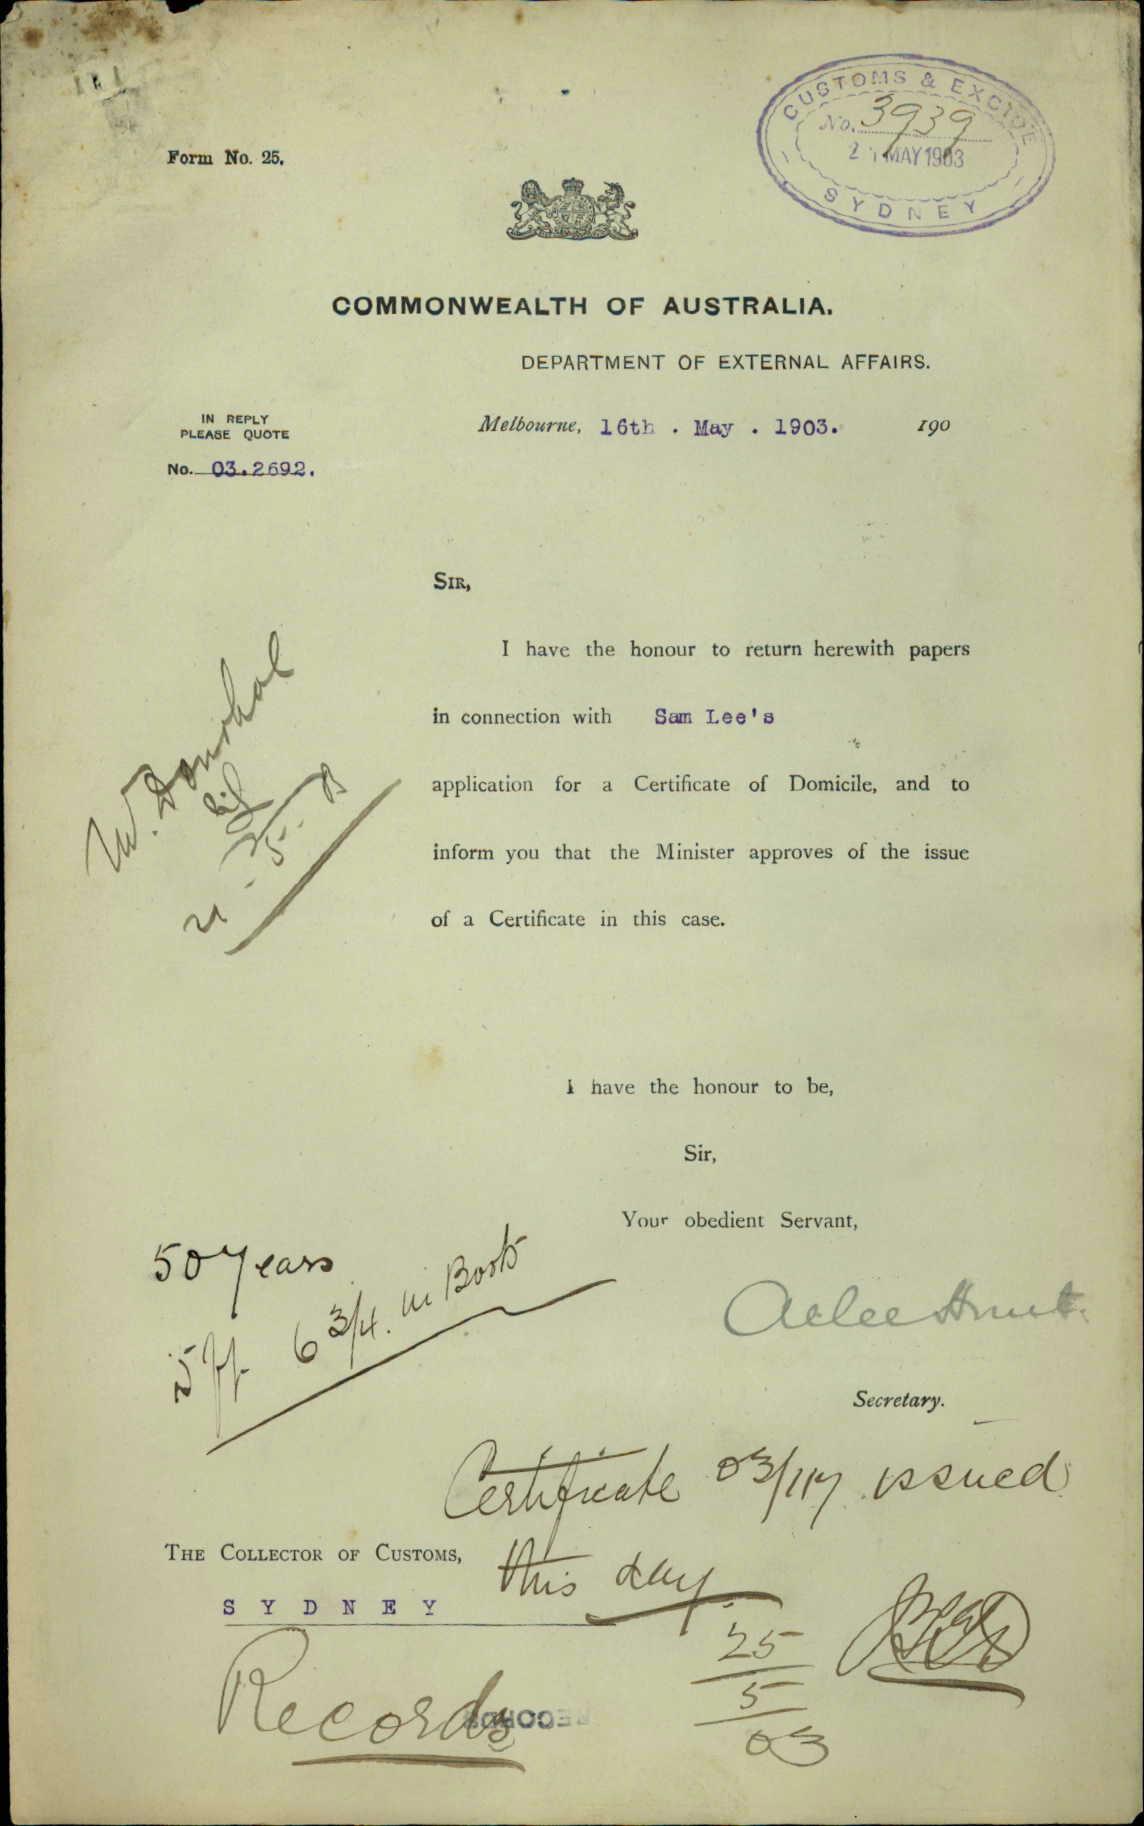 CUSTOMS & EXCISE
No. 3939
MAY 1903
SYDNEY
Form No. 25.
COMMONWEALTH OF AUSTRALIA.
DEPARTMENT OF EXTERNAL AFFAIRS.
IN REPLY
PLEASE QUOTE
No. 03.2692.
Melbourne, 16th . May . 1903. 190
SIR,
I have the honour to return herewith papers
in connection with Sam Lee's
application for a Certificate of Domicile, and to
inform you that the Minister approves of the issue
of a Certificate in this case.
W. Donohoe
I have the honour to be,
Sir,
Your obedient Servant,
Atlee Hunt.
Secretary.
50 Years
5 ft 6 3/4. in Boots
Certificate 03/117 issued
this day
25
5
03
THE COLLECTOR OF CUSTOMS,
SYDNEY
Records
RECORDS